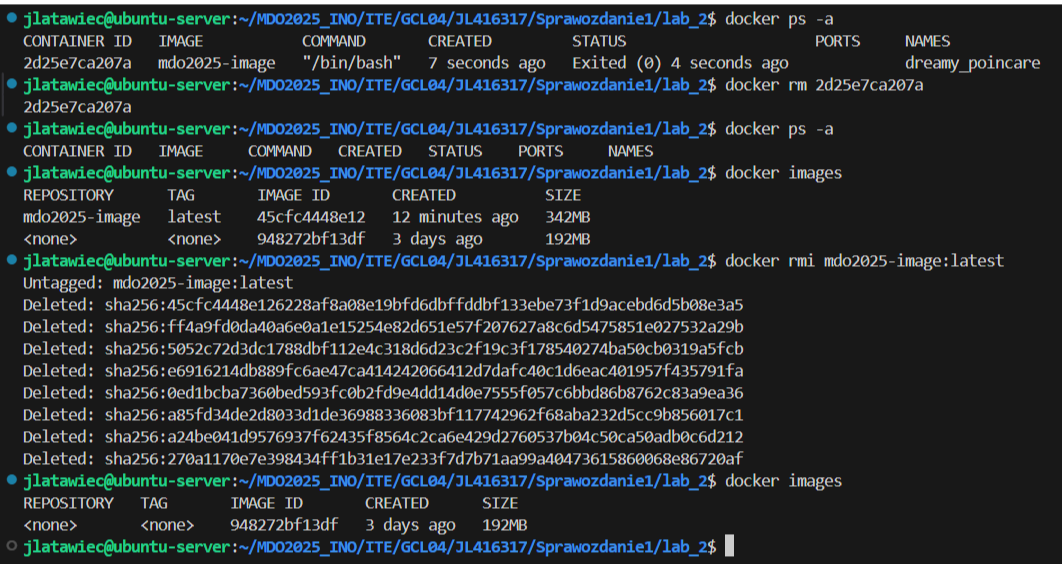 jlatawiec@ubuntu-server:~/MDO2025_INO/ITE/GCL04/JL416317/Sprawozdanie1/lab_2$ docker ps -a
CONTAINER ID   IMAGE           COMMAND       CREATED         STATUS                     PORTS     NAMES
2d25e7ca207a   mdo2025-image   "/bin/bash"   7 seconds ago   Exited (0) 4 seconds ago             dreamy_poincare
jlatawiec@ubuntu-server:~/MDO2025_INO/ITE/GCL04/JL416317/Sprawozdanie1/lab_2$ docker rm 2d25e7ca207a
2d25e7ca207a
jlatawiec@ubuntu-server:~/MDO2025_INO/ITE/GCL04/JL416317/Sprawozdanie1/lab_2$ docker ps -a
CONTAINER ID   IMAGE     COMMAND   CREATED   STATUS    PORTS     NAMES
jlatawiec@ubuntu-server:~/MDO2025_INO/ITE/GCL04/JL416317/Sprawozdanie1/lab_2$ docker images
REPOSITORY      TAG       IMAGE ID       CREATED          SIZE
mdo2025-image   latest    45cfc4448e12   12 minutes ago   342MB
<none>          <none>    948272bf13df   3 days ago       192MB
jlatawiec@ubuntu-server:~/MDO2025_INO/ITE/GCL04/JL416317/Sprawozdanie1/lab_2$ docker rmi mdo2025-image:latest
Untagged: mdo2025-image:latest
Deleted: sha256:45cfc4448e126228af8a08e19bfd6dbffddbf133ebe73f1d9acebd6d5b08e3a5
Deleted: sha256:ff4a9fd0da40a6e0a1e15254e82d651e57f207627a8c6d5475851e027532a29b
Deleted: sha256:5052c72d3dc1788dbf112e4c318d6d23c2f19c3f178540274ba50cb0319a5fcb
Deleted: sha256:e6916214db889fc6ae47ca414242066412d7dafc40c1d6eac401957f435791fa
Deleted: sha256:0ed1bcba7360bed593fc0b2fd9e4dd14d0e7555f057c6bbd86b8762c83a9ea36
Deleted: sha256:a85fd34de2d8033d1de36988336083bf117742962f68aba232d5cc9b856017c1
Deleted: sha256:a24be041d9576937f62435f8564c2ca6e429d2760537b04c50ca50adb0c6d212
Deleted: sha256:270a1170e7e398434ff1b31e17e233f7d7b71aa99a40473615860068e86720af
jlatawiec@ubuntu-server:~/MDO2025_INO/ITE/GCL04/JL416317/Sprawozdanie1/lab_2$ docker images
REPOSITORY   TAG       IMAGE ID       CREATED      SIZE
<none>       <none>    948272bf13df   3 days ago   192MB
jlatawiec@ubuntu-server:~/MDO2025_INO/ITE/GCL04/JL416317/Sprawozdanie1/lab_2$